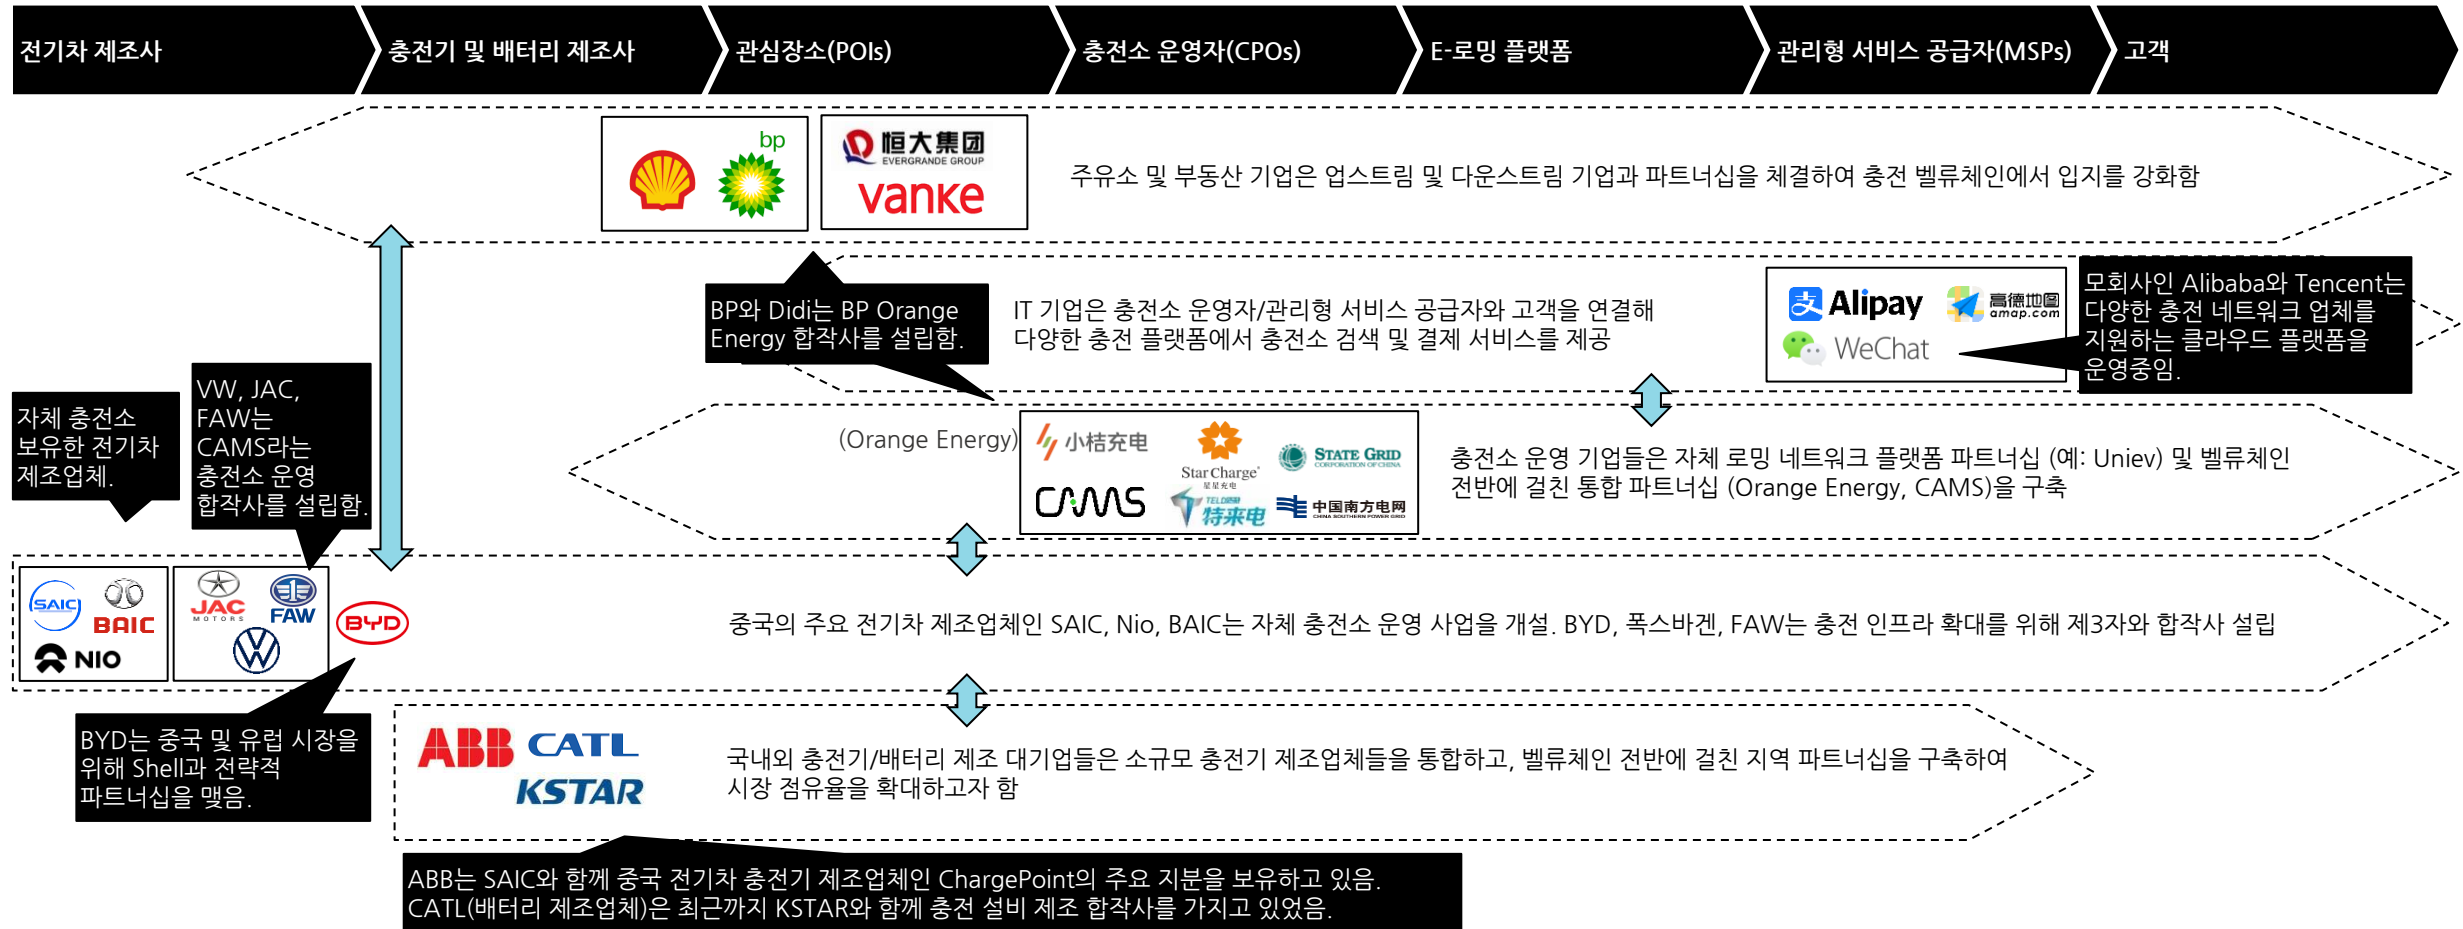 전기차 제조사
충전기 및 배터리 제조사
관심장소(POIs)
충전소 운영자(CPOs)
E-로밍 플랫폼
관리형 서비스 공급자(MSPs)
고객
bp
恒大集团
EVERGRANDE GROUP
vanke
주유소 및 부동산 기업은 업스트림 및 다운스트림 기업과 파트너십을 체결하여 충전 벨류체인에서 입지를 강화함
BP와 Didi는 BP Orange
Energy 합작사를 설립함.
IT 기업은 충전소 운영자/관리형 서비스 공급자와 고객을 연결해
다양한 충전 플랫폼에서 충전소 검색 및 결제 서비스를 제공
支 Alipay
高德地图
amap.com
WeChat
모회사인 Alibaba와 Tencent는
다양한 충전 네트워크 업체를
지원하는 클라우드 플랫폼을
운영중임.
자체 충전소
보유한 전기차
제조업체.
VW, JAC,
FAW는
CAMS라는
충전소 운영
합작사를 설립함.
(Orange Energy)
小桔充电
Star Charge
星星充电
STATE GRID
CORPORATION OF CHINA
CAMS
TELD
特来电
中国南方电网
CHINA SOUTHERN POWER GRID
충전소 운영 기업들은 자체 로밍 네트워크 플랫폼 파트너십 (예: Uniev) 및 벨류체인
전반에 걸친 통합 파트너십 (Orange Energy, CAMS)을 구축
SAIC
BAIC
NIO
JAC
MOTORS
1
FAW
BYD
중국의 주요 전기차 제조업체인 SAIC, Nio, BAIC는 자체 충전소 운영 사업을 개설. BYD, 폭스바겐, FAW는 충전 인프라 확대를 위해 제3자와 합작사 설립
BYD는 중국 및 유럽 시장을
위해 Shell과 전략적
파트너십을 맺음.
ABB
CATL
KSTAR
국내외 충전기/배터리 제조 대기업들은 소규모 충전기 제조업체들을 통합하고, 벨류체인 전반에 걸친 지역 파트너십을 구축하여
시장 점유율을 확대하고자 함
ABB는 SAIC와 함께 중국 전기차 충전기 제조업체인 ChargePoint의 주요 지분을 보유하고 있음.
CATL(배터리 제조업체)은 최근까지 KSTAR와 함께 충전 설비 제조 합작사를 가지고 있었음.